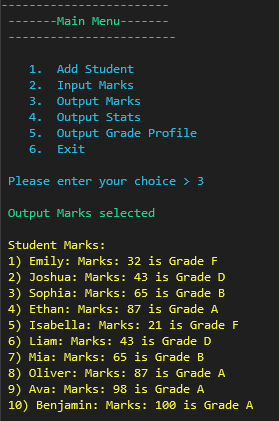 ------------------------
-------Main Menu-------
------------------------
1. Add Student
2. Input Marks
3. Output Marks
4. Output Stats
5. Output Grade Profile
6. Exit
Please enter your choice > 3
Output Marks selected
Student Marks:
1) Emily: Marks: 32 is Grade F
2) Joshua: Marks: 43 is Grade D
3) Sophia: Marks: 65 is Grade B
4) Ethan: Marks: 87 is Grade A
5) Isabella: Marks: 21 is Grade F
6) Liam: Marks: 43 is Grade D
7) Mia: Marks: 65 is Grade B
8) Oliver: Marks: 87 is Grade A
9) Ava: Marks: 98 is Grade A
10) Benjamin: Marks: 100 is Grade A